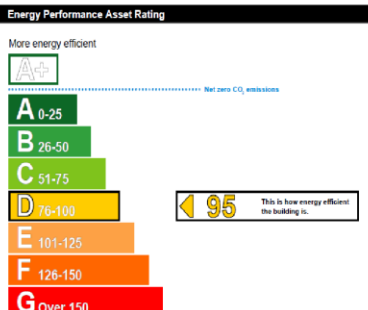 Energy Performance Asset Rating
More energy efficient
A+
Net zero CO₂ emissions
A 0-25
B 26-50
C 51-75
D 76-100
95 This is how energy efficient
the building is.
E 101-125
F 126-150
G Over 150